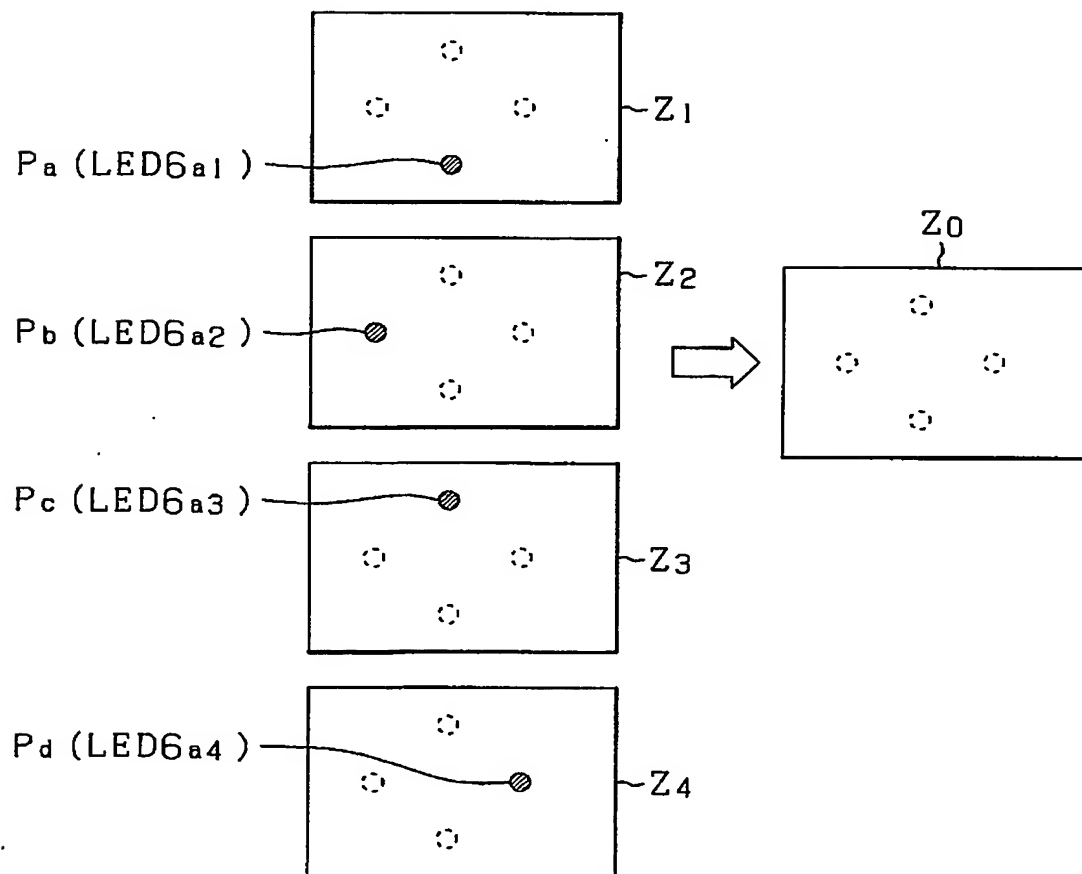 Z1
Pa (LED6a1)
Z0
Z2
Pb (LED6a2)
Pc (LED6a3)
Z3
Pd (LED6a4)
Z4